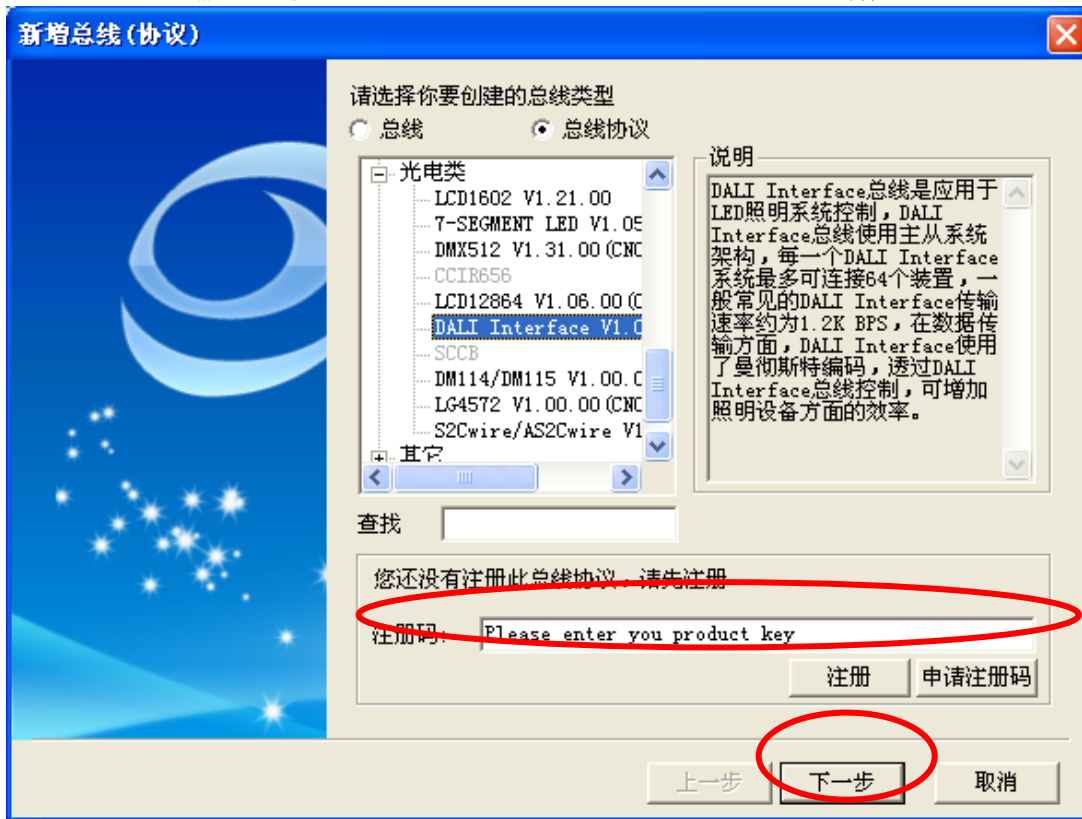 新增总线(协议)
请选择你要创建的总线类型
总线
总线协议
光电类
LCD1602 V1.21.00
7-SEGMENT LED V1.05
DMX512 V1.31.00(CNC
CCIR656
LCD12864 V1.06.00(C
DALI Interface V1.0
SCCB
DM114/DM115 V1.00.C
LG4572 V1.00.00(CNC
S2Cwire/AS2Cwire V1
其它
说明
DALI Interface总线是应用于
LED照明系统控制，DALI
Interface总线使用主从系统
架构，每一个DALI Interface
系统最多可连接64个装置，一
般常见的DALI Interface传输
速率约为1.2K BPS，在数据传
输方面，DALI Interface使用
了曼彻斯特编码，透过DALI
Interface总线控制，可增加
照明设备方面的效率。
查找
您还没有注册此总线协议，请先注册
注册码：
Please enter you product key
注册
申请注册码
上一步
下一步
取消